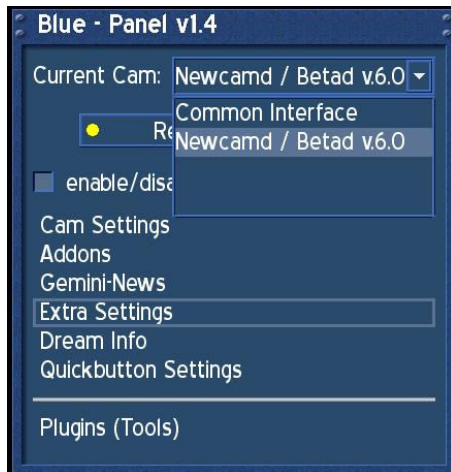 Blue - Panel v1.4
Current Cam: Newcamd / Betad v.6.0
Common Interface
Newcamd / Betad v.6.0
enable/disa
Cam Settings
Addons
Gemini-News
Extra Settings
Dream Info
Quickbutton Settings
Plugins (Tools)